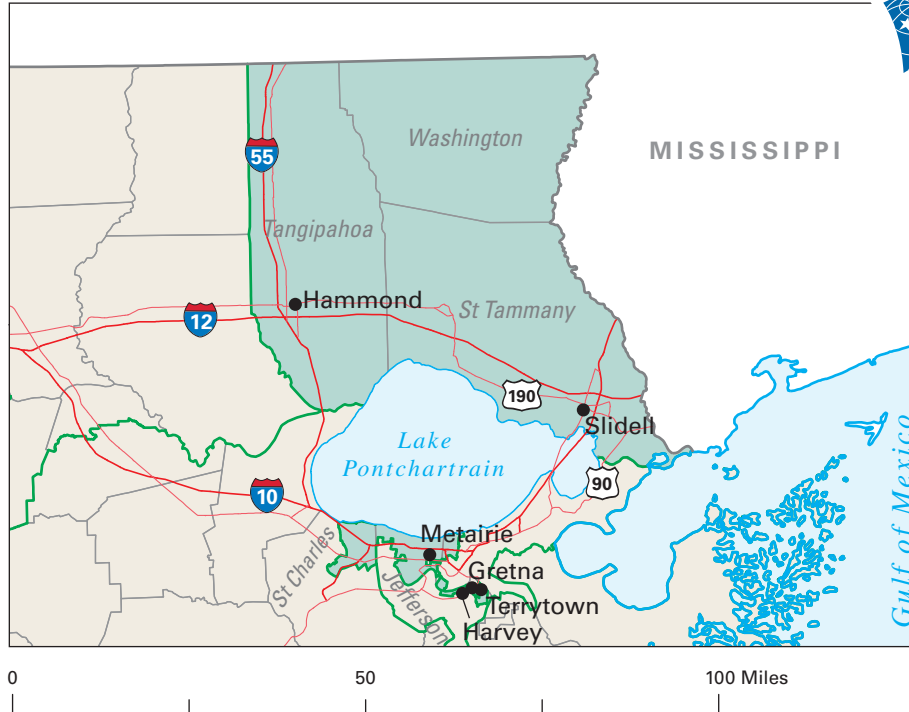 Washington
MISSISSIPPI
55
Tangipahoa
Hammond
St Tammany
12
190
Slidell
Lake
Pontchartrain
90
10
Gulf of Mexico
Metairie
St Charles
Gretna
Jefferson
Terrytown
Harvey
0 50 100 Miles